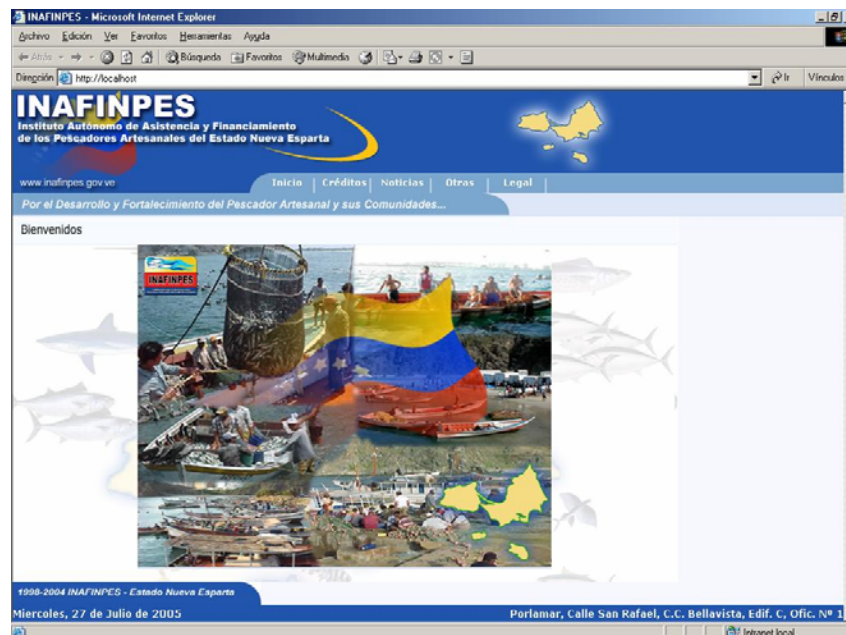 INAFINPES - Microsoft Internet Explorer
Archivo Edición Ver Favoritos Herramientas Ayuda
Atrás Búsqueda Favoritos Multimedia
Dirección http://localhost Ir Vínculos
INAFINPES
Instituto Autónomo de Asistencia y Financiamiento
de los Pescadores Artesanales del Estado Nueva Esparta
www.inafinpes.gov.ve
Inicio | Créditos | Noticias | Otras | Legal |
Por el Desarrollo y Fortalecimiento del Pescador Artesanal y sus Comunidades...
Bienvenidos
INAFINPES
1998-2004 INAFINPES - Estado Nueva Esparta
Miercoles, 27 de Julio de 2005
Porlamar, Calle San Rafael, C.C. Bellavista, Edif. C, Ofic. Nº 1
Intranet local